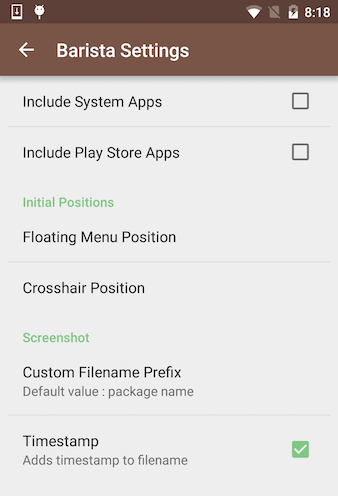 8:18
Barista Settings
Include System Apps
Include Play Store Apps
Initial Positions
Floating Menu Position
Crosshair Position
Screenshot
Custom Filename Prefix
Default value : package name
Timestamp
Adds timestamp to filename